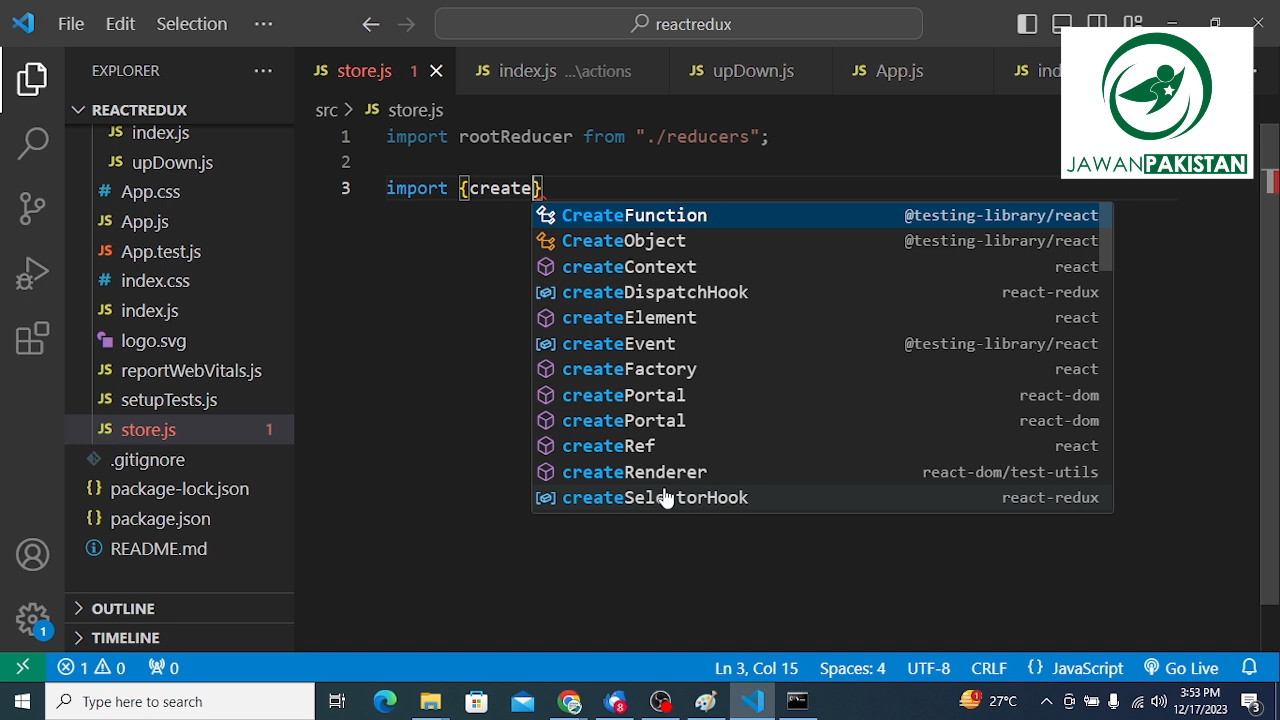 File Edit Selection ···
reactredux
EXPLORER ···
REACTREDUX
JS index.js
JS upDown.js
# App.css
JS App.js
JS App.test.js
# index.css
JS index.js
logo.svg
JS reportWebVitals.js
JS setupTests.js
JS store.js 1
.gitignore
{} package-lock.json
{} package.json
README.md
OUTLINE
TIMELINE
1
JS store.js 1
JS index.js ...\actions
JS upDown.js
JS App.js
JS ind
src > JS store.js
1 import rootReducer from "./reducers";
2
3 import {create}
CreateFunction @testing-library/react
CreateObject @testing-library/react
createContext react
createDispatchHook react-redux
createElement react
createEvent @testing-library/react
createFactory react
createPortal react-dom
createPortal react-dom
createRef react
createRenderer react-dom/test-utils
createSelectorHook react-redux
JAWANPAKISTAN
1 0 0
Ln 3, Col 15 Spaces: 4 UTF-8 CRLF {} JavaScript Go Live
Type here to search
8
1 27°C
3:53 PM
12/17/2023
3